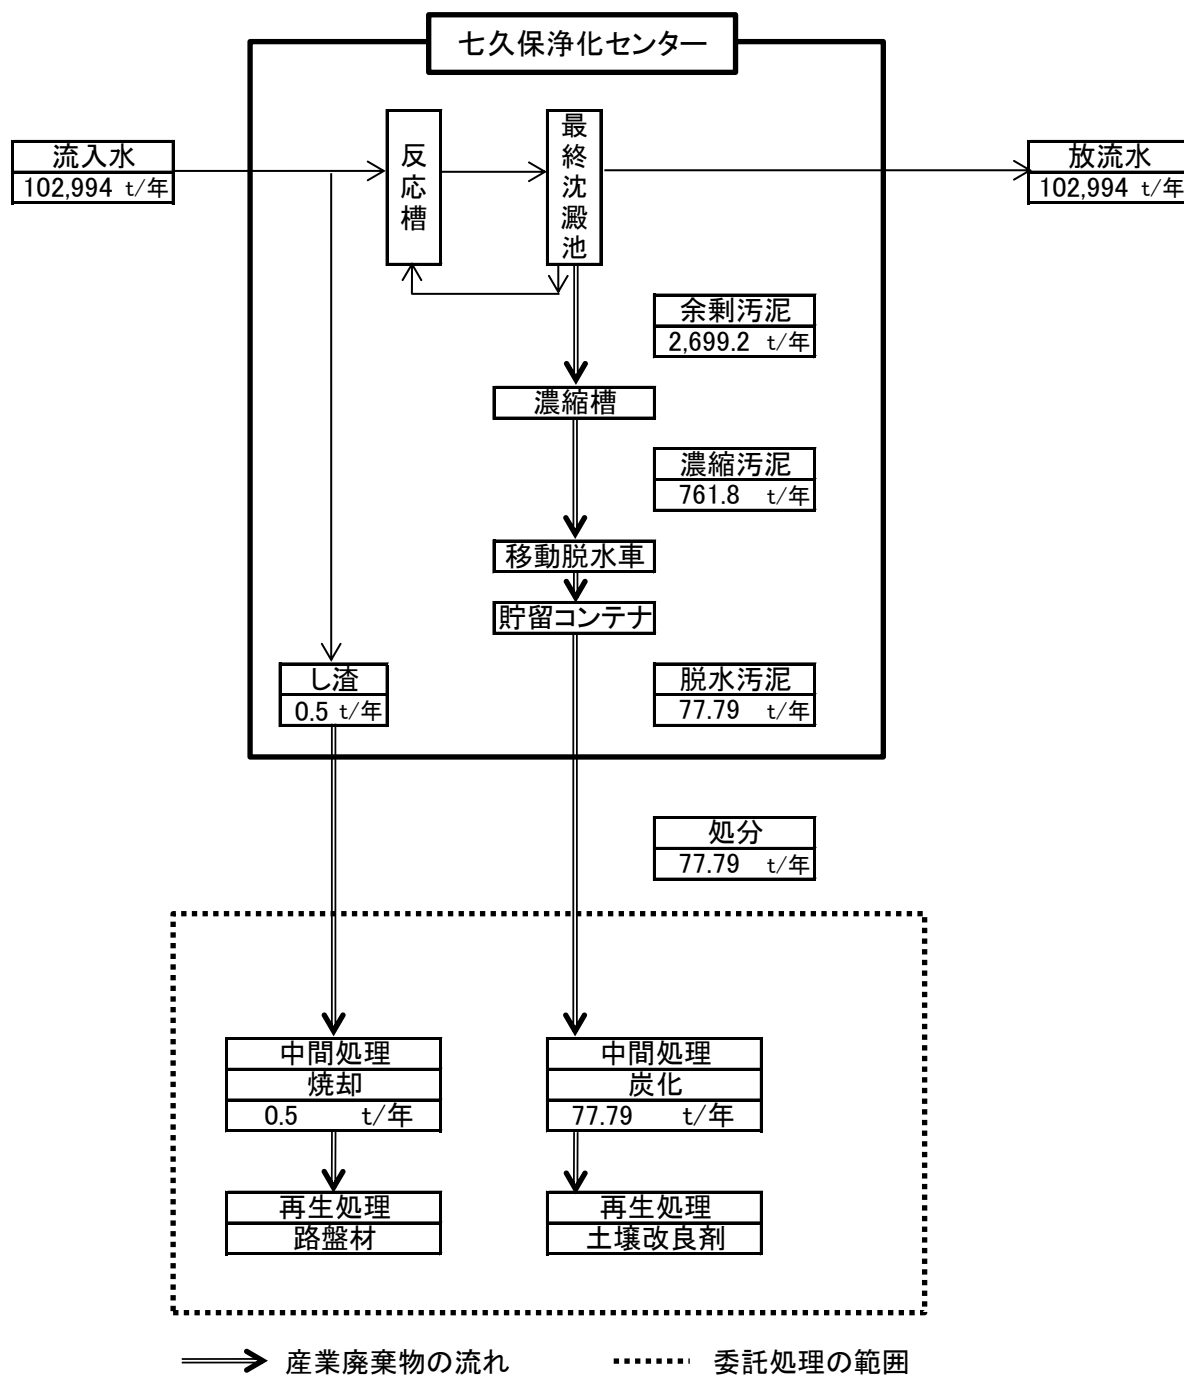 七久保浄化センター
流入水
102,994 t/年
反応槽
最終沈澱池
放流水
102,994 t/年
余剰汚泥
2,699.2 t/年
濃縮槽
濃縮汚泥
761.8 t/年
移動脱水車
貯留コンテナ
し渣
0.5 t/年
脱水汚泥
77.79 t/年
処分
77.79 t/年
中間処理
焼却
0.5 t/年
中間処理
炭化
77.79 t/年
再生処理
路盤材
再生処理
土壌改良剤
産業廃棄物の流れ
委託処理の範囲